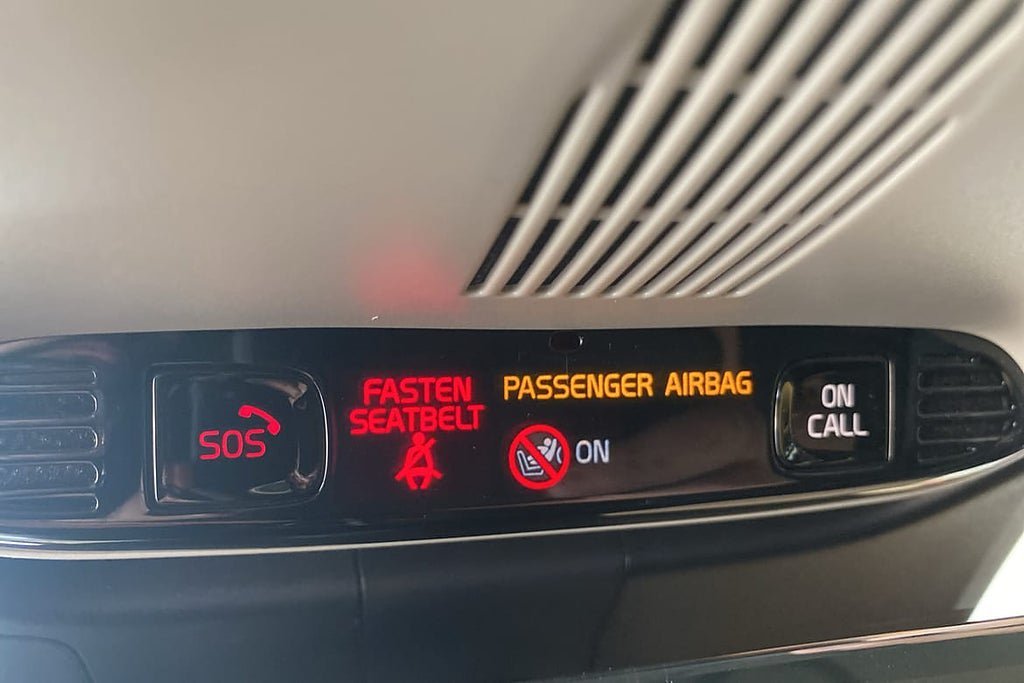 SOS
FASTEN
SEATBELT
PASSENGER AIRBAG
ON
ON
CALL